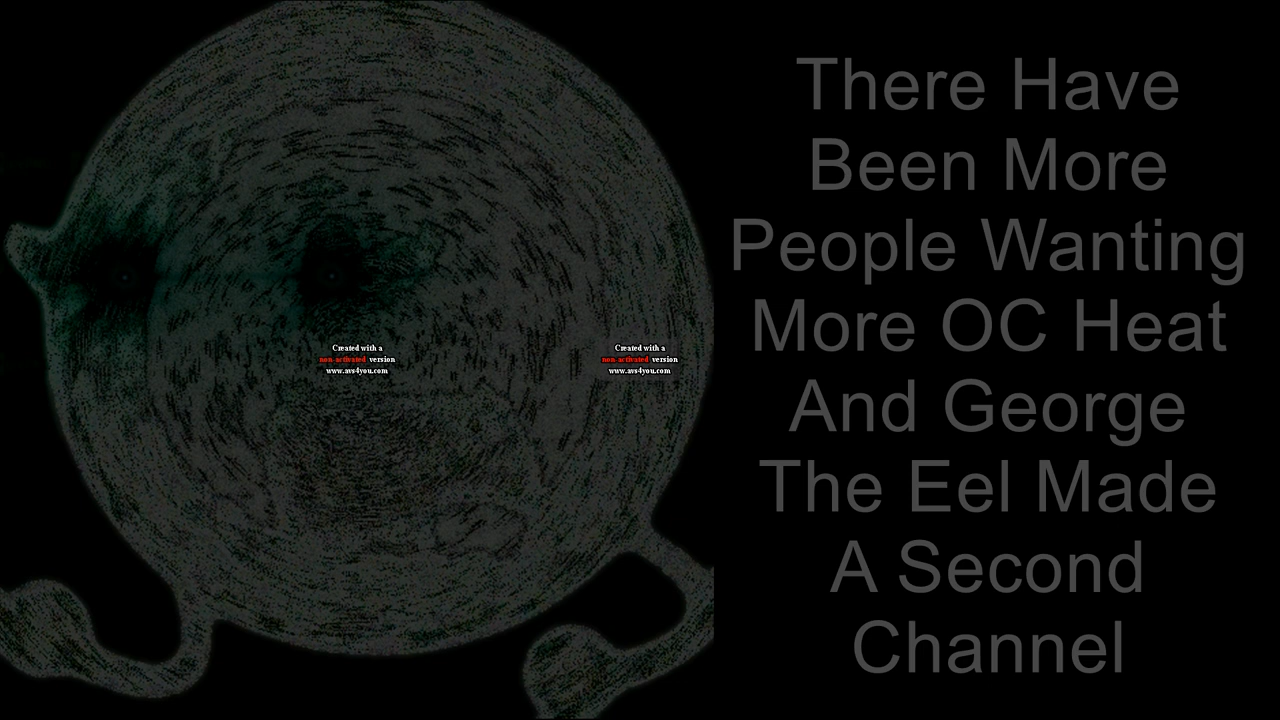 There Have
Been More
People Wanting
More OC Heat
And George
The Eel Made
A Second
Channel
Created with a
non-activated version
www.avs4you.com
Created with a
non-activated version
www.avs4you.com